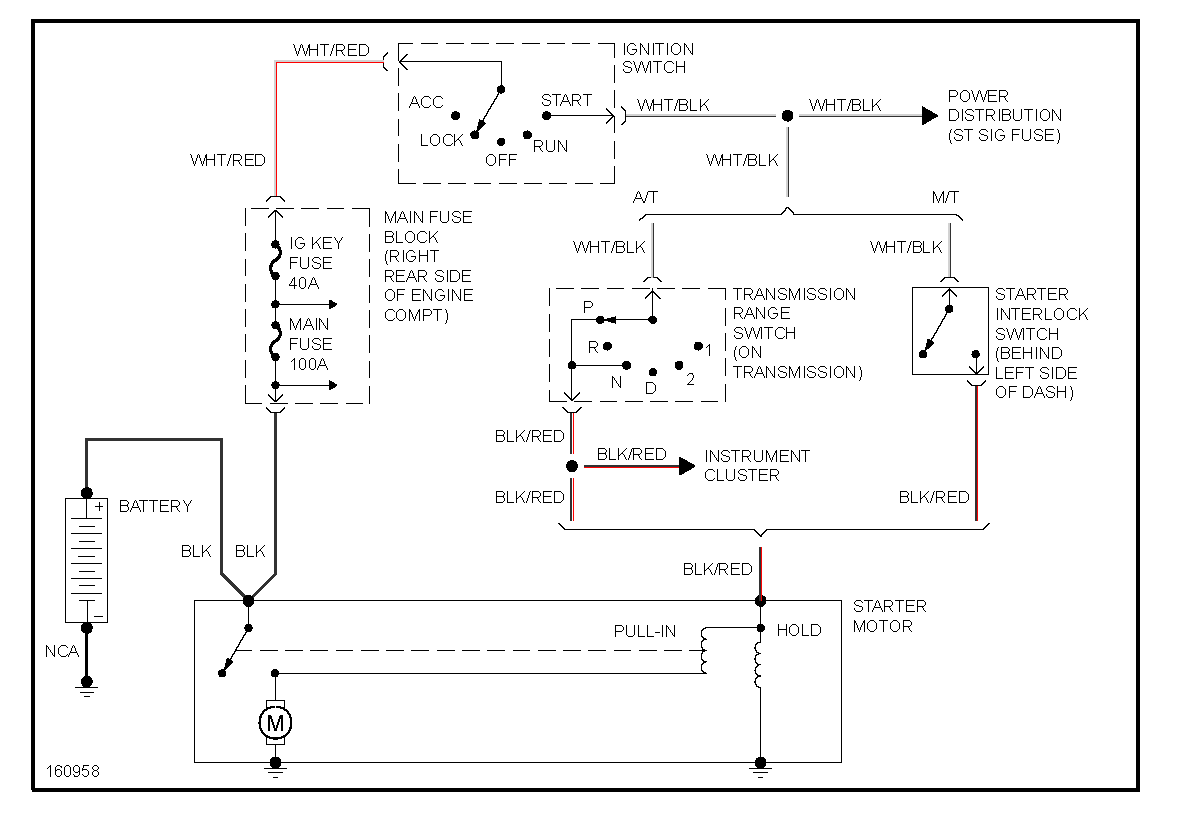 WHT/RED
IGNITION
SWITCH
ACC
START
LOCK
OFF
RUN
WHT/BLK
WHT/BLK
POWER
DISTRIBUTION
(ST SIG FUSE)
WHT/RED
WHT/BLK
A/T
M/T
MAIN FUSE
BLOCK
(RIGHT
REAR SIDE
OF ENGINE
COMPT)
IG KEY
FUSE
40A
MAIN
FUSE
100A
WHT/BLK
WHT/BLK
P
R
N
D
2
1
TRANSMISSION
RANGE
SWITCH
(ON
TRANSMISSION)
STARTER
INTERLOCK
SWITCH
(BEHIND
LEFT SIDE
OF DASH)
BLK/RED
BLK/RED
INSTRUMENT
CLUSTER
BLK/RED
BLK/RED
+
BATTERY
–
BLK
BLK
BLK/RED
NCA
PULL-IN
HOLD
STARTER
MOTOR
M
160958